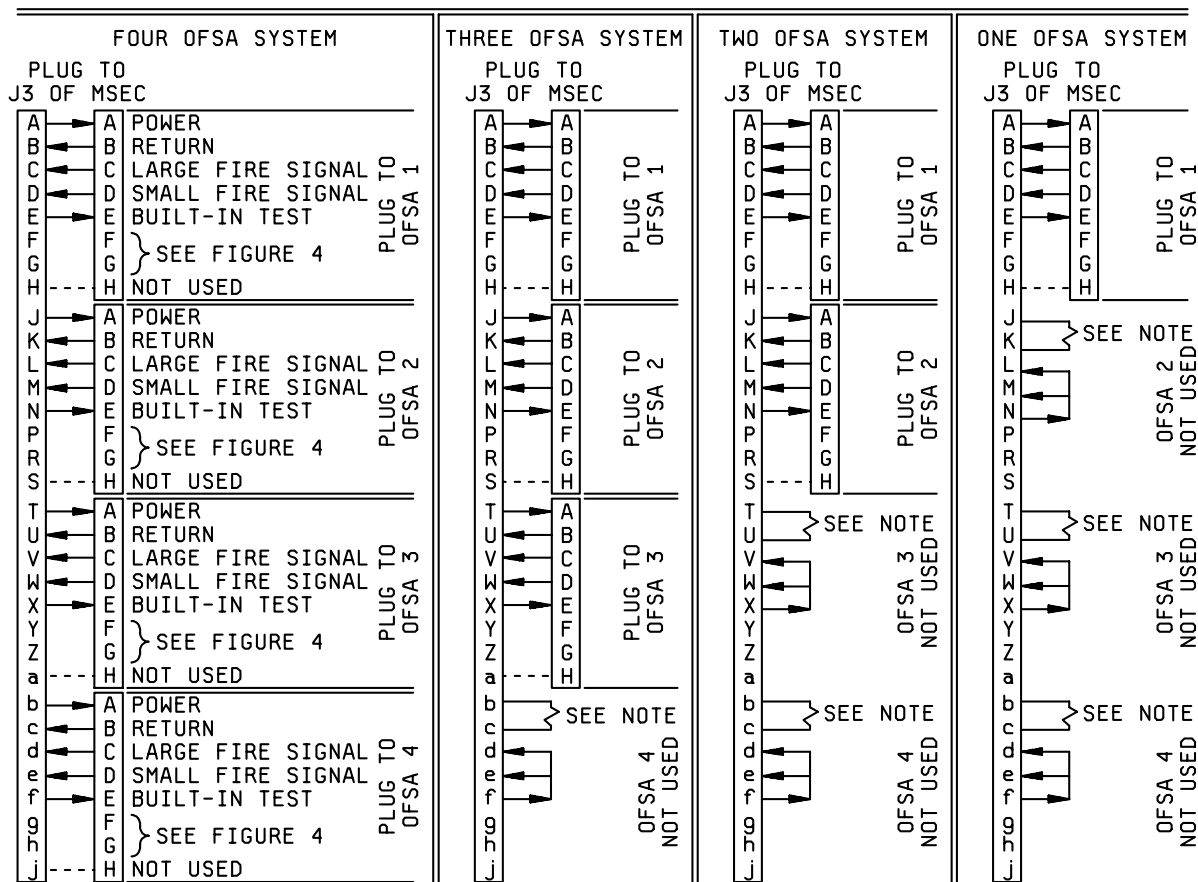 FOUR OFSA SYSTEM
PLUG TO
J3 OF MSEC
A A POWER
B B RETURN
C C LARGE FIRE SIGNAL
D D SMALL FIRE SIGNAL
E E BUILT-IN TEST
F F
SEE FIGURE 4
G G
H H NOT USED
PLUG TO
OFSA 1
J A POWER
K B RETURN
L C LARGE FIRE SIGNAL
M D SMALL FIRE SIGNAL
N E BUILT-IN TEST
P F
SEE FIGURE 4
R G
S H NOT USED
PLUG TO
OFSA 2
T A POWER
U B RETURN
V C LARGE FIRE SIGNAL
W D SMALL FIRE SIGNAL
X E BUILT-IN TEST
Y F
SEE FIGURE 4
Z G
a H NOT USED
PLUG TO
OFSA 3
b A POWER
c B RETURN
d C LARGE FIRE SIGNAL
e D SMALL FIRE SIGNAL
f E BUILT-IN TEST
g F
SEE FIGURE 4
h G
j H NOT USED
PLUG TO
OFSA 4
THREE OFSA SYSTEM
PLUG TO
J3 OF MSEC
A A
B B
C C
D D
E E
F F
G G
H H
PLUG TO
OFSA 1
J A
K B
L C
M D
N E
P F
R G
S H
PLUG TO
OFSA 2
T A
U B
V C
W D
X E
Y F
Z G
a H
PLUG TO
OFSA 3
b
SEE NOTE
c
d
e
f
g
h
j
OFSA 4
NOT USED
TWO OFSA SYSTEM
PLUG TO
J3 OF MSEC
A A
B B
C C
D D
E E
F F
G G
H H
PLUG TO
OFSA 1
J A
K B
L C
M D
N E
P F
R G
S H
PLUG TO
OFSA 2
T
SEE NOTE
U
V
W
X
Y
Z
a
OFSA 3
NOT USED
b
SEE NOTE
c
d
e
f
g
h
j
OFSA 4
NOT USED
ONE OFSA SYSTEM
PLUG TO
J3 OF MSEC
A A
B B
C C
D D
E E
F F
G G
H H
PLUG TO
OFSA 1
J
SEE NOTE
K
L
M
N
P
R
S
OFSA 2
NOT USED
T
SEE NOTE
U
V
W
X
Y
Z
a
OFSA 3
NOT USED
b
SEE NOTE
c
d
e
f
g
h
j
OFSA 4
NOT USED